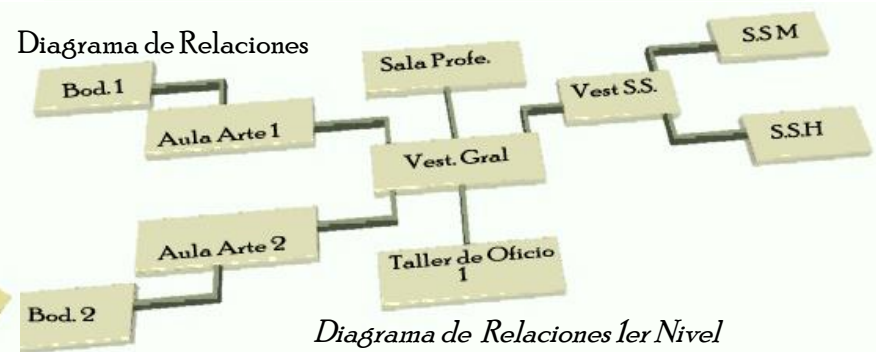 Diagrama de Relaciones
Bod. 1
Aula Arte 1
Sala Profe.
Vest. Gral
Vest S.S.
S.S M
S.S.H
Aula Arte 2
Bod. 2
Taller de Oficio
1
Diagrama de Relaciones 1er Nivel